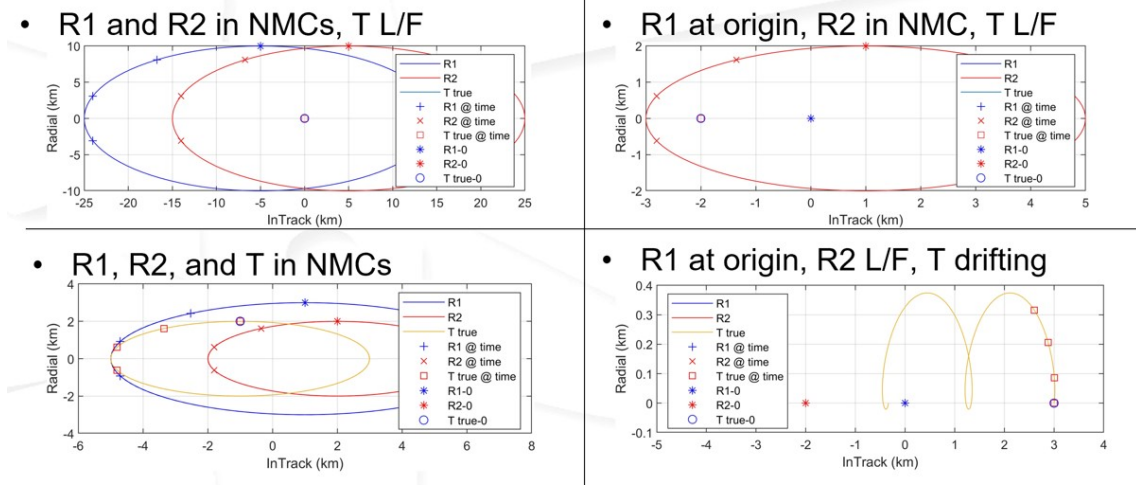 • R1 and R2 in NMCs, T L/F
10
5
0
-5
-10
Radial (km)
-25 -20 -15 -10 -5 0 5 10 15 20 25
InTrack (km)
R1
R2
T true
R1 @ time
R2 @ time
T true @ time
R1-0
R2-0
T true-0
• R1 at origin, R2 in NMC, T L/F
2
1
0
-1
-2
Radial (km)
-3 -2 -1 0 1 2 3 4 5
InTrack (km)
R1
R2
T true
R1 @ time
R2 @ time
T true @ time
R1-0
R2-0
T true-0
• R1, R2, and T in NMCs
4
2
0
-2
-4
Radial (km)
-6 -4 -2 0 2 4 6 8
InTrack (km)
R1
R2
T true
R1 @ time
R2 @ time
T true @ time
R1-0
R2-0
T true-0
• R1 at origin, R2 L/F, T drifting
0.4
0.3
0.2
0.1
0
-0.1
Radial (km)
-5 -4 -3 -2 -1 0 1 2 3 4
InTrack (km)
R1
R2
T true
R1 @ time
R2 @ time
T true @ time
R1-0
R2-0
T true-0